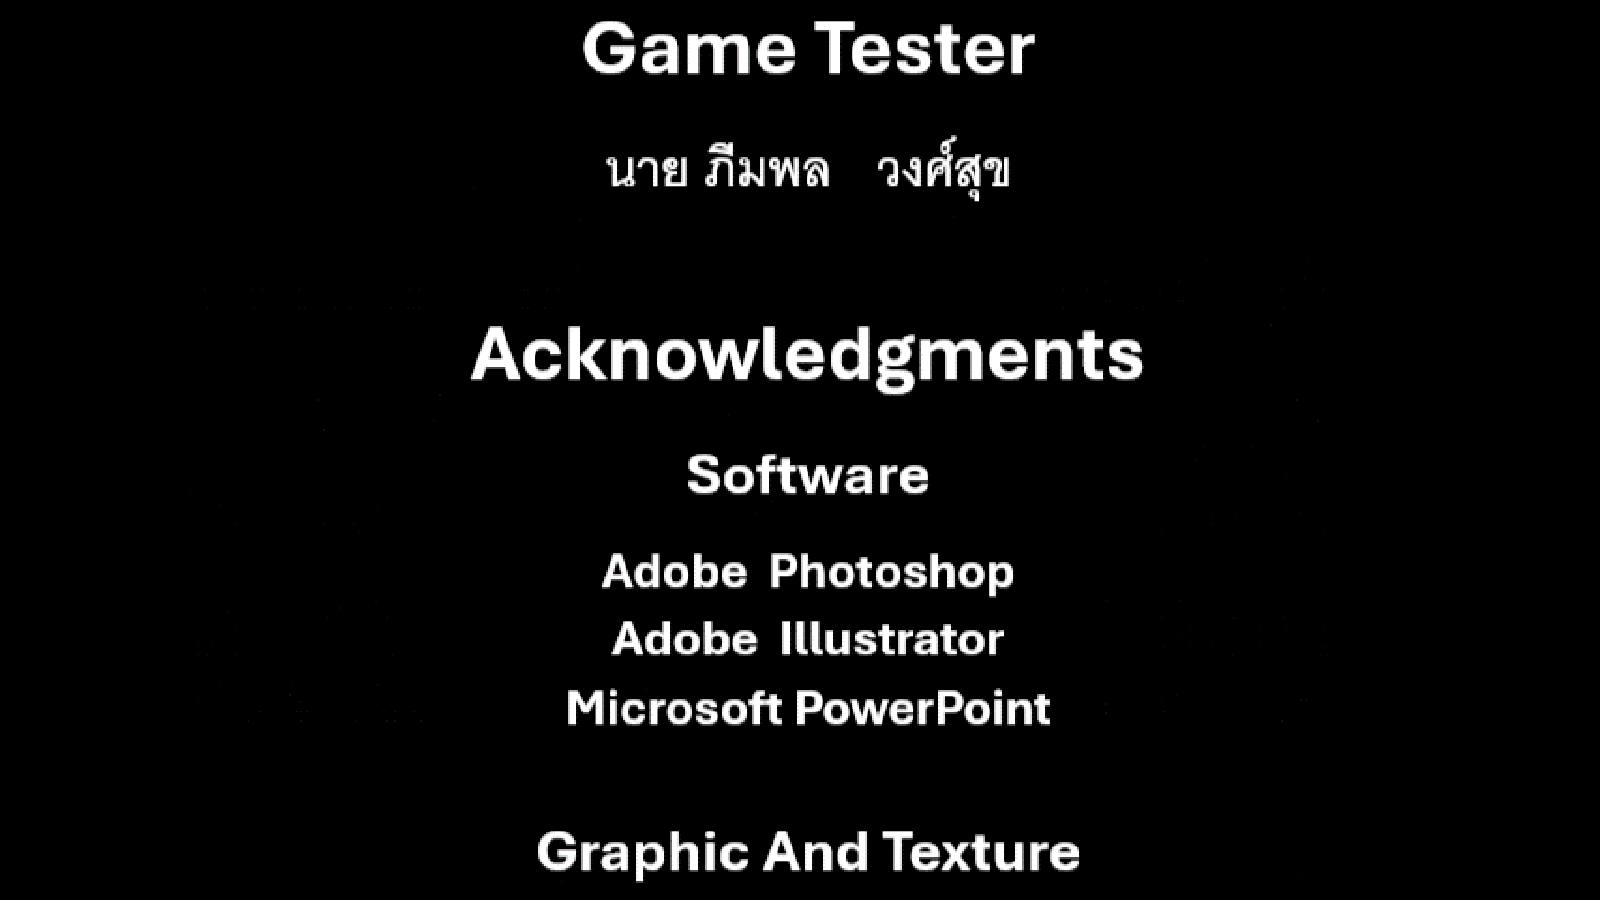 Game Tester
นาย ภีมพล วงศ์สุข
Acknowledgments
Software
Adobe Photoshop
Adobe Illustrator
Microsoft PowerPoint
Graphic And Texture